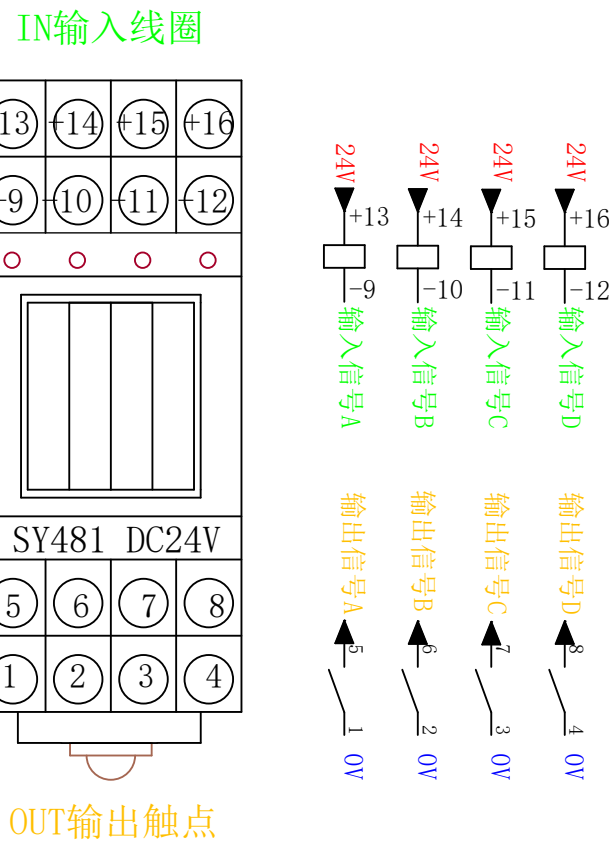 IN输入线圈
13 +14 +15 +16
-9 -10 -11 -12
SY481 DC24V
5 6 7 8
1 2 3 4
OUT输出触点
24V 24V 24V 24V
+13 +14 +15 +16
-9 -10 -11 -12
输入信号A 输入信号B 输入信号C 输入信号D
输出信号A 输出信号B 输出信号C 输出信号D
5 6 7 8
1 2 3 4
0V 0V 0V 0V